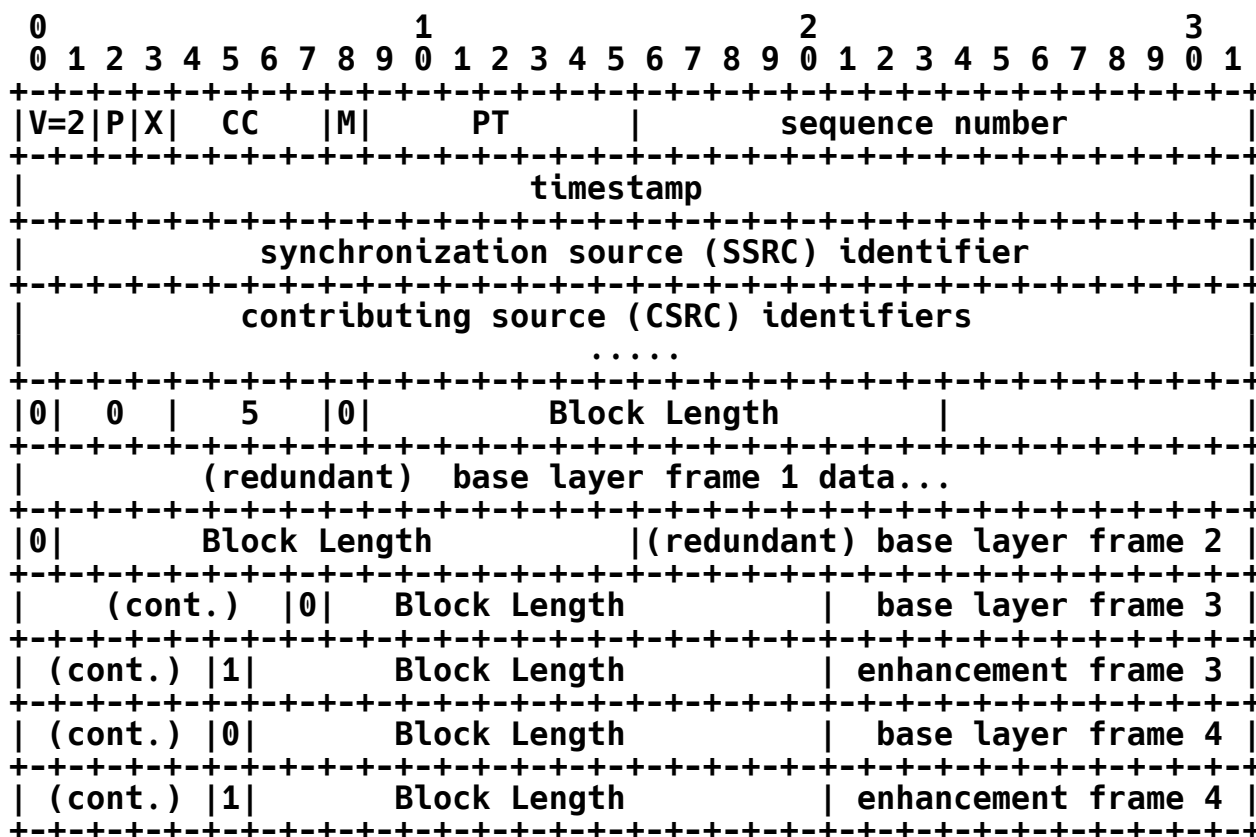 0                   1                   2                   3
 0 1 2 3 4 5 6 7 8 9 0 1 2 3 4 5 6 7 8 9 0 1 2 3 4 5 6 7 8 9 0 1
+-+-+-+-+-+-+-+-+-+-+-+-+-+-+-+-+-+-+-+-+-+-+-+-+-+-+-+-+-+-+-+-+
|V=2|P|X|  CC   |M|     PT      |       sequence number         |
+-+-+-+-+-+-+-+-+-+-+-+-+-+-+-+-+-+-+-+-+-+-+-+-+-+-+-+-+-+-+-+-+
|                          timestamp                            |
+-+-+-+-+-+-+-+-+-+-+-+-+-+-+-+-+-+-+-+-+-+-+-+-+-+-+-+-+-+-+-+-+
|            synchronization source (SSRC) identifier           |
+-+-+-+-+-+-+-+-+-+-+-+-+-+-+-+-+-+-+-+-+-+-+-+-+-+-+-+-+-+-+-+-+
|           contributing source (CSRC) identifiers              |
|                             .....                             |
+-+-+-+-+-+-+-+-+-+-+-+-+-+-+-+-+-+-+-+-+-+-+-+-+-+-+-+-+-+-+-+-+
|0|  0  |   5   |0|         Block Length        |               |
+-+-+-+-+-+-+-+-+-+-+-+-+-+-+-+-+-+-+-+-+-+-+-+-+-+-+-+-+-+-+-+-+
|         (redundant)  base layer frame 1 data...               |
+-+-+-+-+-+-+-+-+-+-+-+-+-+-+-+-+-+-+-+-+-+-+-+-+-+-+-+-+-+-+-+-+
|0|       Block Length          |(redundant) base layer frame 2 |
+-+-+-+-+-+-+-+-+-+-+-+-+-+-+-+-+-+-+-+-+-+-+-+-+-+-+-+-+-+-+-+-+
|    (cont.)  |0|   Block Length          |  base layer frame 3 |
+-+-+-+-+-+-+-+-+-+-+-+-+-+-+-+-+-+-+-+-+-+-+-+-+-+-+-+-+-+-+-+-+
| (cont.) |1|       Block Length          | enhancement frame 3 |
+-+-+-+-+-+-+-+-+-+-+-+-+-+-+-+-+-+-+-+-+-+-+-+-+-+-+-+-+-+-+-+-+
| (cont.) |0|       Block Length          |  base layer frame 4 |
+-+-+-+-+-+-+-+-+-+-+-+-+-+-+-+-+-+-+-+-+-+-+-+-+-+-+-+-+-+-+-+-+
| (cont.) |1|       Block Length          | enhancement frame 4 |
+-+-+-+-+-+-+-+-+-+-+-+-+-+-+-+-+-+-+-+-+-+-+-+-+-+-+-+-+-+-+-+-+